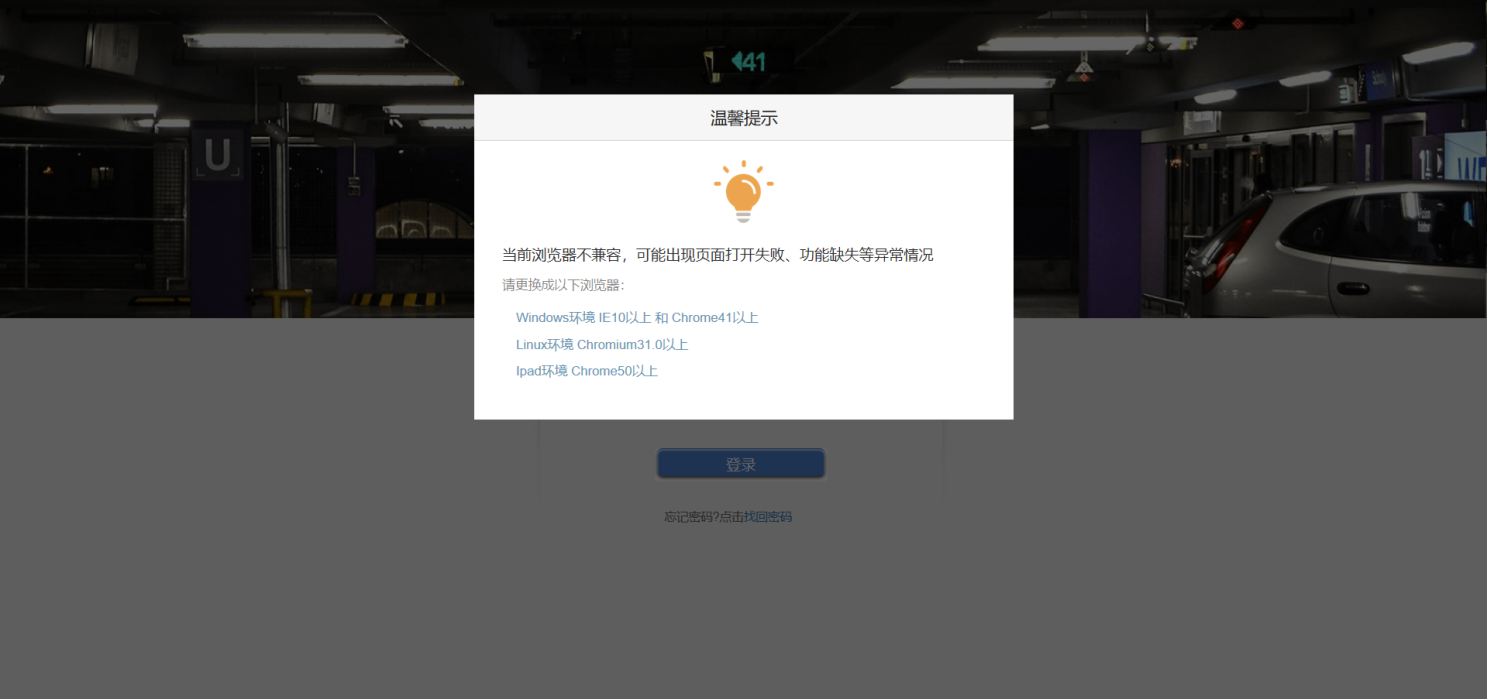 41
U
温馨提示
当前浏览器不兼容，可能出现页面打开失败、功能缺失等异常情况
请更换成以下浏览器：
Windows环境 IE10以上 和 Chrome41以上
Linux环境 Chromium31.0以上
Ipad环境 Chrome50以上
登录
忘记密码?点击找回密码